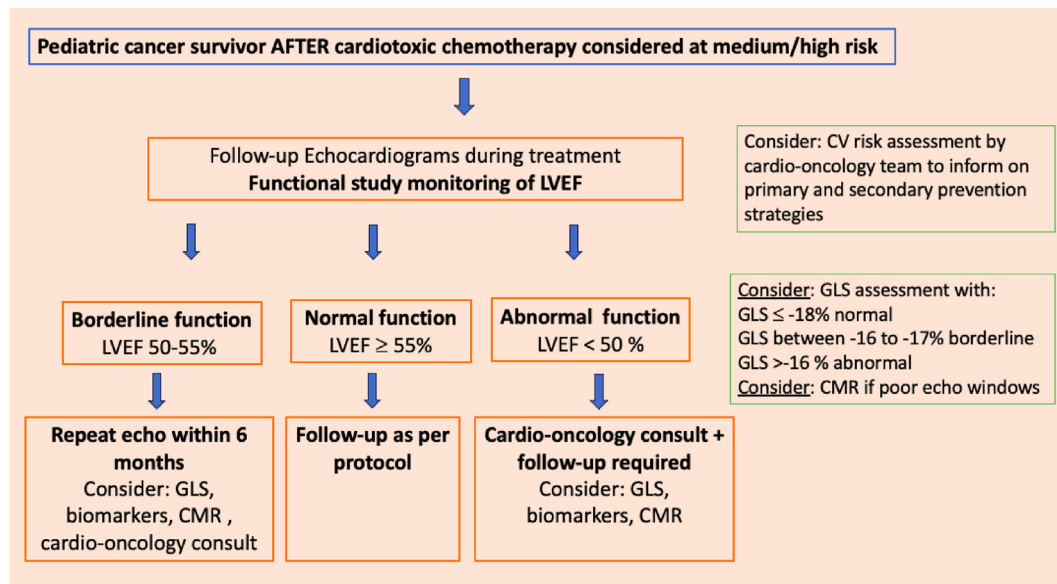 Pediatric cancer survivor AFTER cardiotoxic chemotherapy considered at medium/high risk
Follow-up Echocardiograms during treatment
Functional study monitoring of LVEF
Consider: CV risk assessment by
cardio-oncology team to inform on
primary and secondary prevention
strategies
Borderline function
LVEF 50-55%
Normal function
LVEF ≥ 55%
Abnormal  function
LVEF < 50 %
Consider: GLS assessment with:
GLS ≤ -18% normal
GLS between -16 to -17% borderline
GLS >-16 % abnormal
Consider: CMR if poor echo windows
Repeat echo within 6
months
Consider: GLS,
biomarkers, CMR ,
cardio-oncology consult
Follow-up as per
protocol
Cardio-oncology consult +
follow-up required
Consider: GLS,
biomarkers, CMR